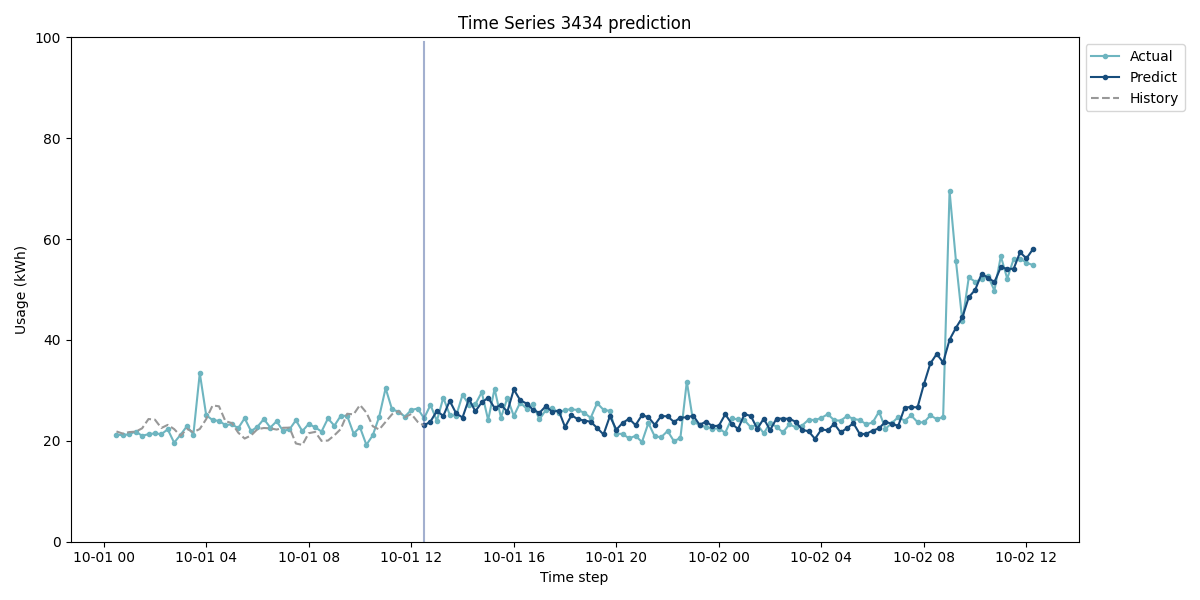 Time Series 3434 prediction
Usage (kWh)
100
80
60
40
20
0
10-01 00
10-01 04
10-01 08
10-01 12
10-01 16
10-01 20
10-02 00
10-02 04
10-02 08
10-02 12
Time step
Actual
Predict
History